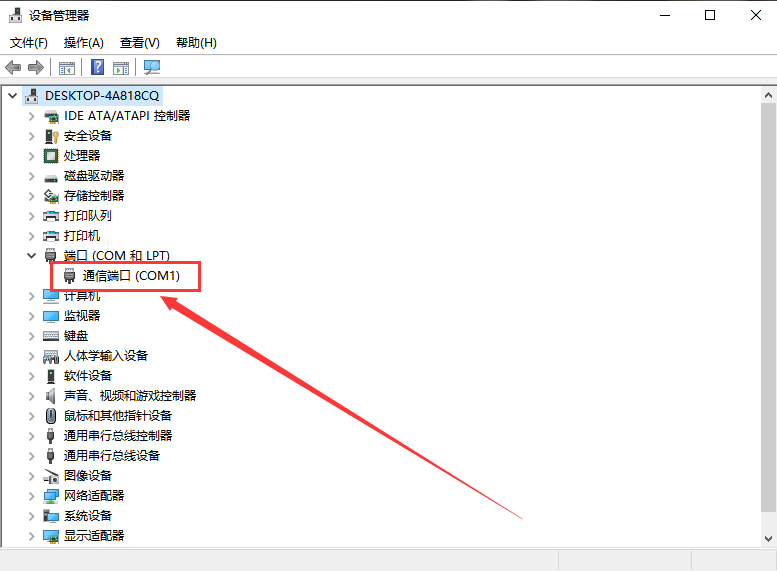 设备管理器
文件(F) 操作(A) 查看(V) 帮助(H)
DESKTOP-4A818CQ
IDE ATA/ATAPI 控制器
安全设备
处理器
磁盘驱动器
存储控制器
打印队列
打印机
端口 (COM 和 LPT)
通信端口 (COM1)
计算机
监视器
键盘
人体学输入设备
软件设备
声音、视频和游戏控制器
鼠标和其他指针设备
通用串行总线控制器
通用串行总线设备
图像设备
网络适配器
系统设备
显示适配器